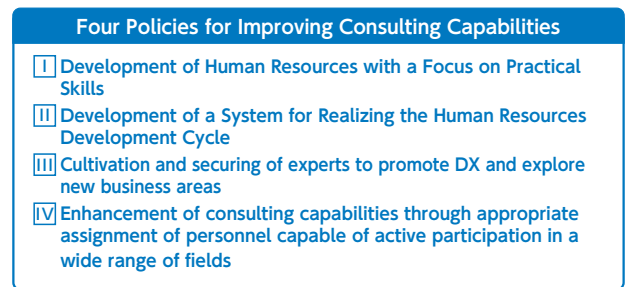 Four Policies for Improving Consulting Capabilities
I Development of Human Resources with a Focus on Practical
Skills
II Development of a System for Realizing the Human Resources
Development Cycle
III Cultivation and securing of experts to promote DX and explore
new business areas
IV Enhancement of consulting capabilities through appropriate
assignment of personnel capable of active participation in a
wide range of fields